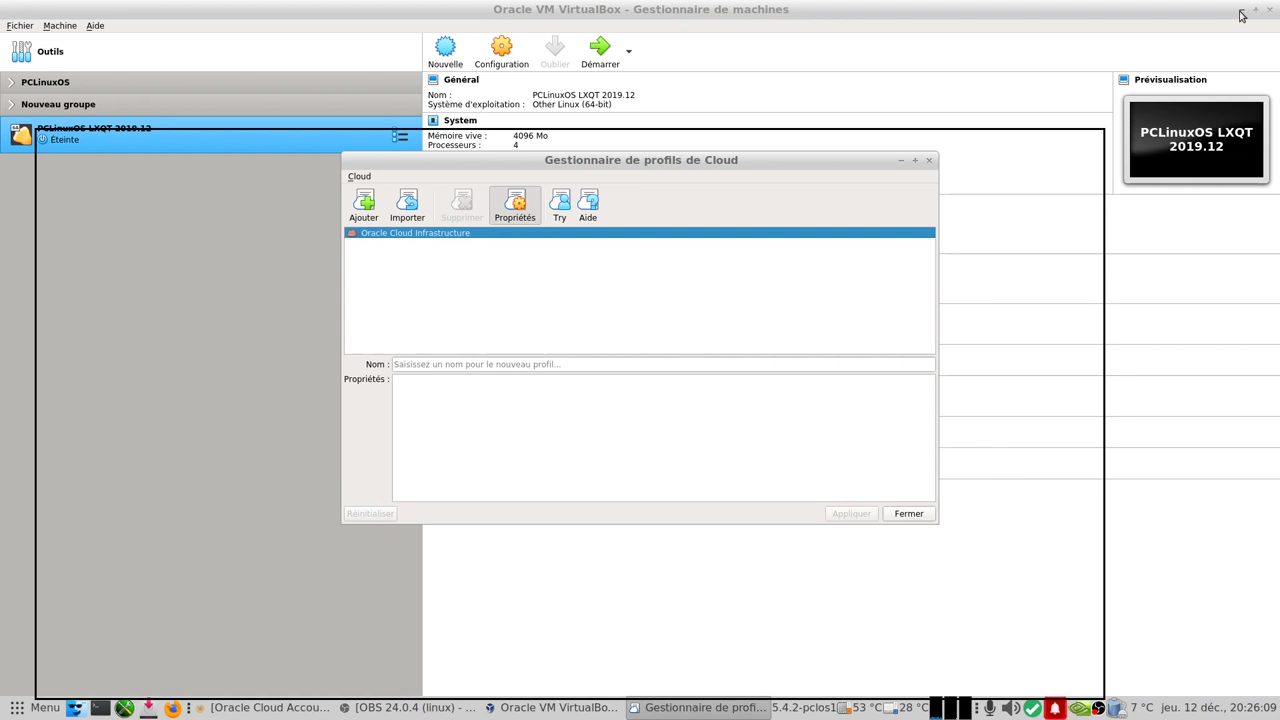 Oracle VM VirtualBox - Gestionnaire de machines
Fichier Machine Aide
Outils
PCLinuxOS
Nouveau groupe
PCLinuxOS LXQT 2019.12
Éteinte
Nouvelle Configuration Oublier Démarrer
Général
Nom : PCLinuxOS LXQT 2019.12
Système d'exploitation : Other Linux (64-bit)
System
Mémoire vive : 4096 Mo
Processeurs : 4
Prévisualisation
PCLinuxOS LXQT
2019.12
Gestionnaire de profils de Cloud
Cloud
Ajouter Importer Supprimer Propriétés Try Aide
Oracle Cloud Infrastructure
Nom : Saisissez un nom pour le nouveau profil...
Propriétés :
Réinitialiser Appliquer Fermer
Menu [Oracle Cloud Accou... [OBS 24.0.3 (linux) - ... Oracle VM VirtualBo... Gestionnaire de profi... 5.4.2-pclos1 53 °C 28 °C 7 °C jeu. 12 déc., 20:26:09